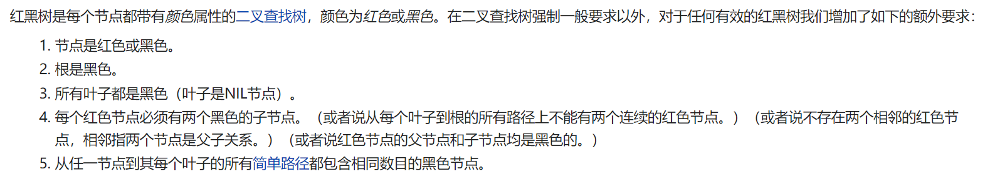 红黑树是每个节点都带有颜色属性的二叉查找树，颜色为红色或黑色。在二叉查找树强制一般要求以外，对于任何有效的红黑树我们增加了如下的额外要求：
1. 节点是红色或黑色。
2. 根是黑色。
3. 所有叶子都是黑色（叶子是NIL节点）。
4. 每个红色节点必须有两个黑色的子节点。（或者说从每个叶子到根的所有路径上不能有两个连续的红色节点。）（或者说不存在两个相邻的红色节
点，相邻指两个节点是父子关系。）（或者说红色节点的父节点和子节点均是黑色的。）
5. 从任一节点到其每个叶子的所有简单路径都包含相同数目的黑色节点。